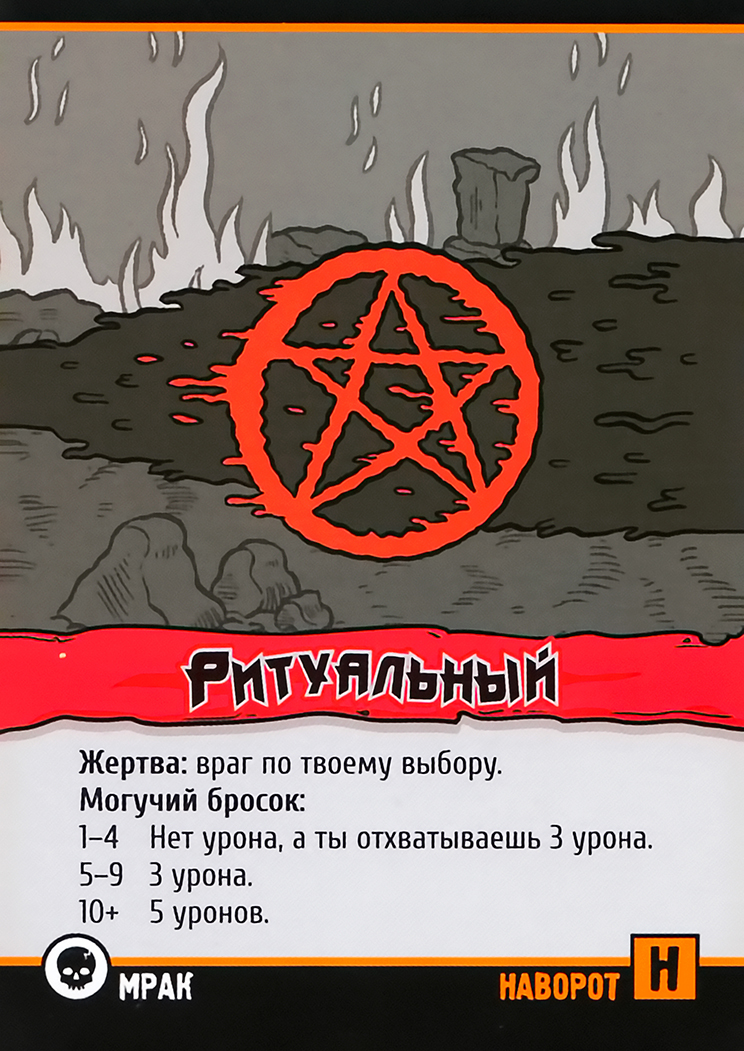 Ритуальный
Жертва: враг по твоему выбору.
Могучий бросок:
1–4 Нет урона, а ты отхватываешь 3 урона.
5–9 3 урона.
10+ 5 уронов.
МРАК
НАВОРОТ Н